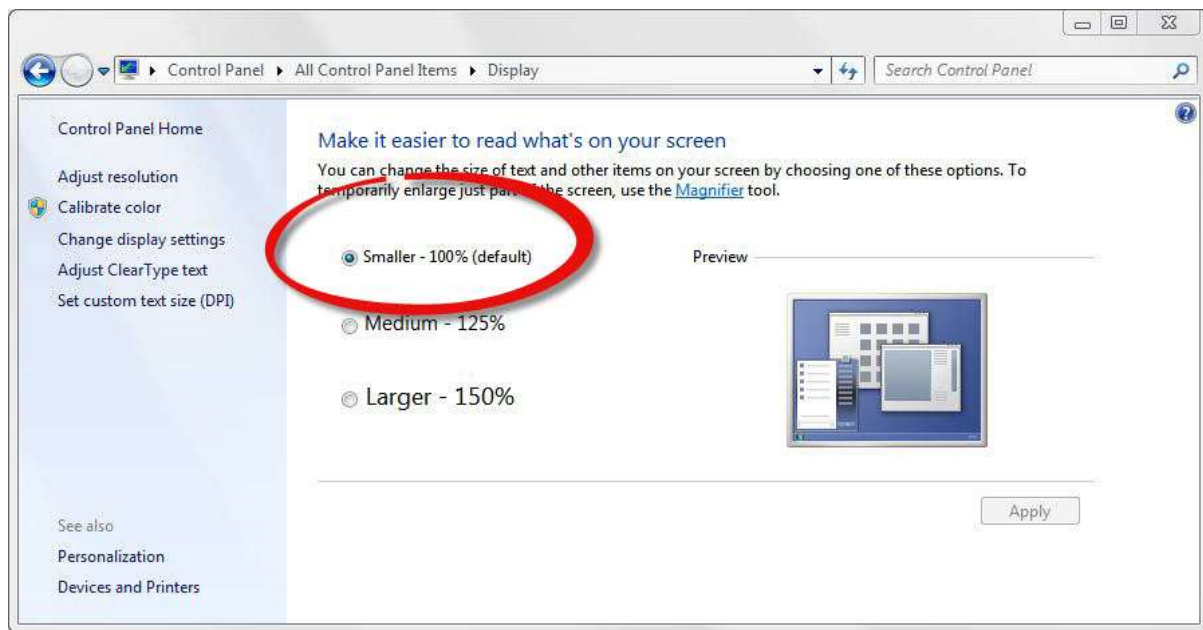 Control Panel
All Control Panel Items
Display
Search Control Panel
Control Panel Home
Adjust resolution
Calibrate color
Change display settings
Adjust ClearType text
Set custom text size (DPI)
See also
Personalization
Devices and Printers
Make it easier to read what's on your screen
You can change the size of text and other items on your screen by choosing one of these options. To
temporarily enlarge just part of the screen, use the Magnifier tool.
Smaller - 100% (default)
Medium - 125%
Larger - 150%
Preview
Apply